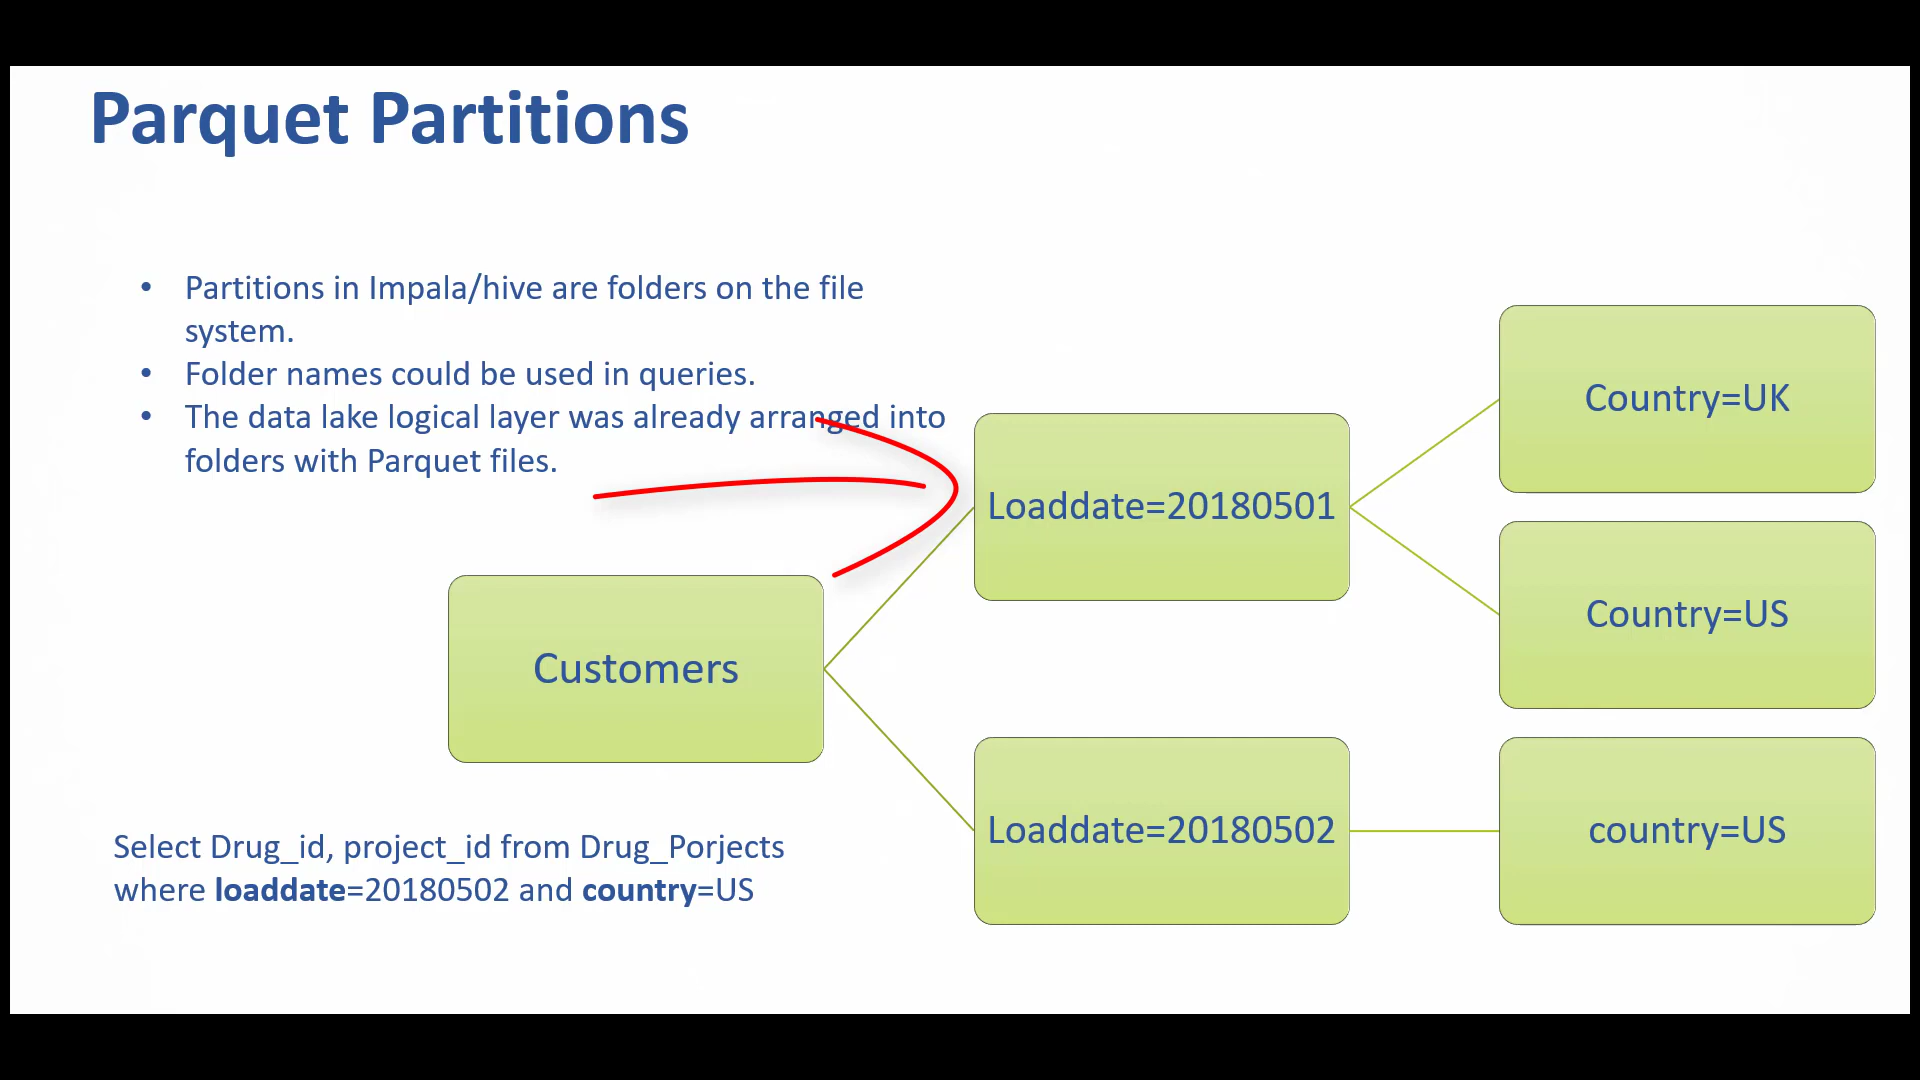 Parquet Partitions
• Partitions in Impala/hive are folders on the file
system.
• Folder names could be used in queries.
• The data lake logical layer was already arranged into
folders with Parquet files.
Customers
Loaddate=20180501
Country=UK
Country=US
Loaddate=20180502
country=US
Select Drug_id, project_id from Drug_Porjects
where loaddate=20180502 and country=US